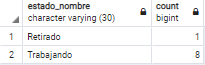 estado_nombre count
character varying (30) bigint
1 Retirado 1
2 Trabajando 8